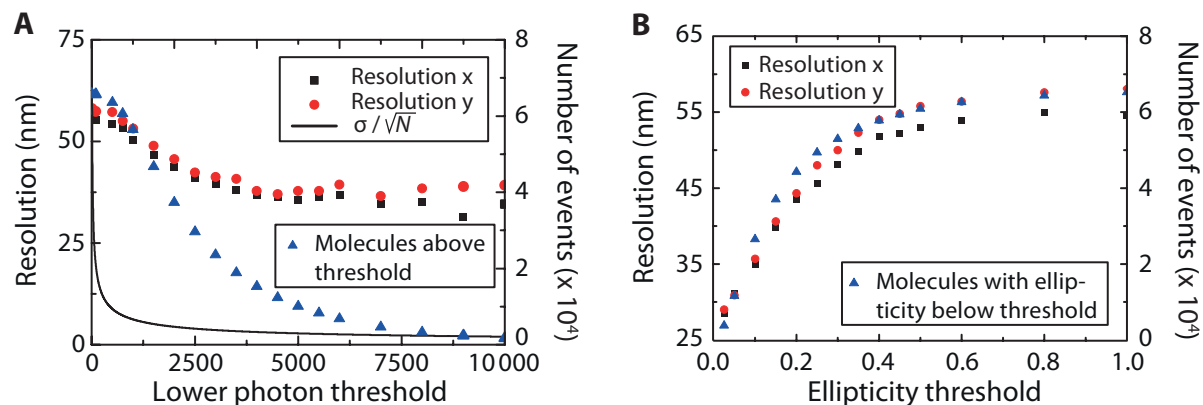 A
75
50
25
0
Resolution (nm)
0
2500
5000
7500
10000
Lower photon threshold
8
6
4
2
0
Number of events (x 10⁴)
Resolution x
Resolution y
σ / √N
Molecules above
threshold
B
65
55
45
35
25
Resolution (nm)
0.0
0.2
0.4
0.6
0.8
1.0
Ellipticity threshold
8
6
4
2
0
Number of events (x 10⁴)
Resolution x
Resolution y
Molecules with ellip-
ticity below threshold